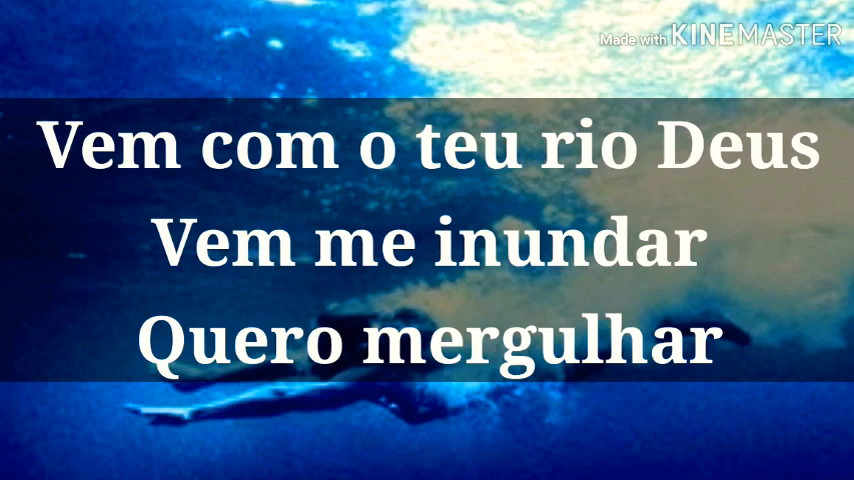 Made with KINEMASTER
Vem com o teu rio Deus
Vem me inundar
Quero mergulhar